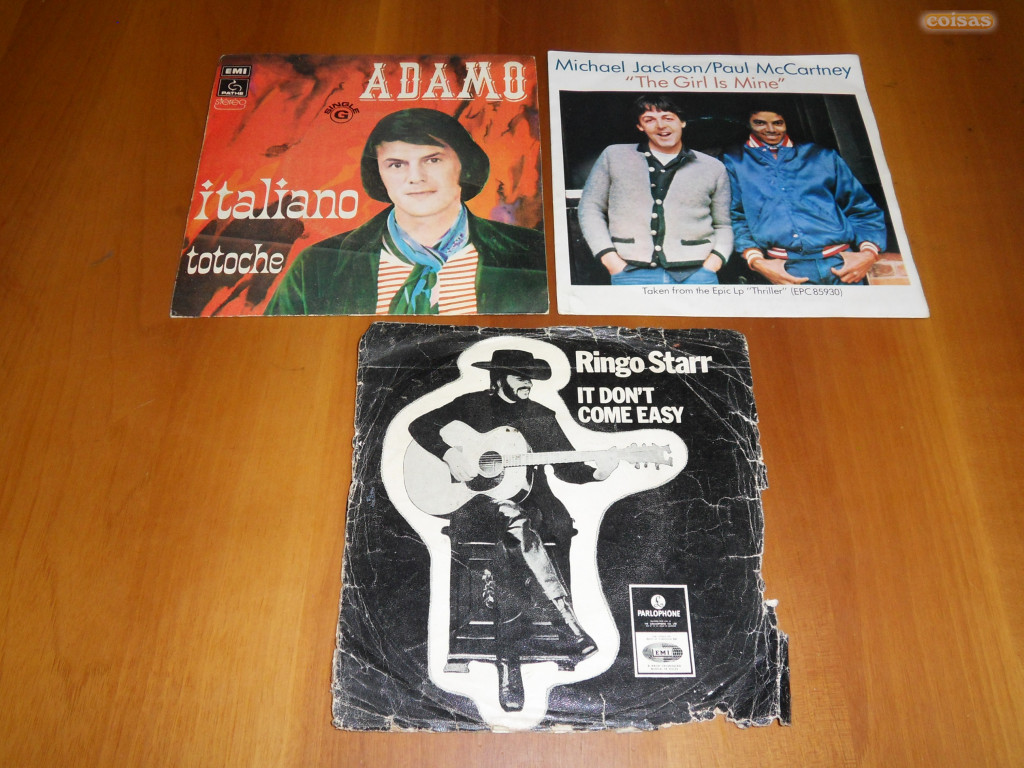 coisas
EMI
PATHE
stereo
ADAMO
SINGLE
G
italiano
totoche
Michael Jackson/Paul McCartney
"The Girl Is Mine"
Taken from the Epic Lp "Thriller" (EPC 85930)
Ringo Starr
IT DON'T
COME EASY
PARLOPHONE
EMI